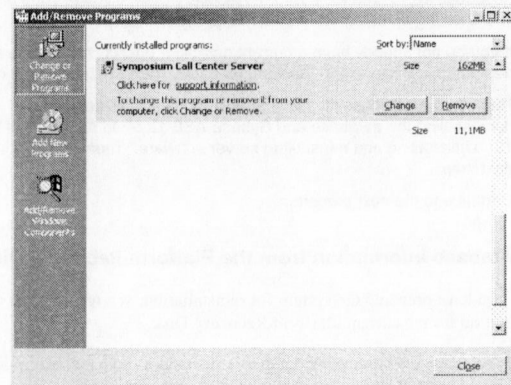 Add/Remove Programs
Change or
Remove
Programs
Add New
Programs
Add/Remove
Windows
Components
Currently installed programs:
Sort by: Name
Symposium Call Center Server
Size 162MB
Click here for support information.
To change this program or remove it from your
computer, click Change or Remove.
Change
Remove
Size 11,1MB
Close